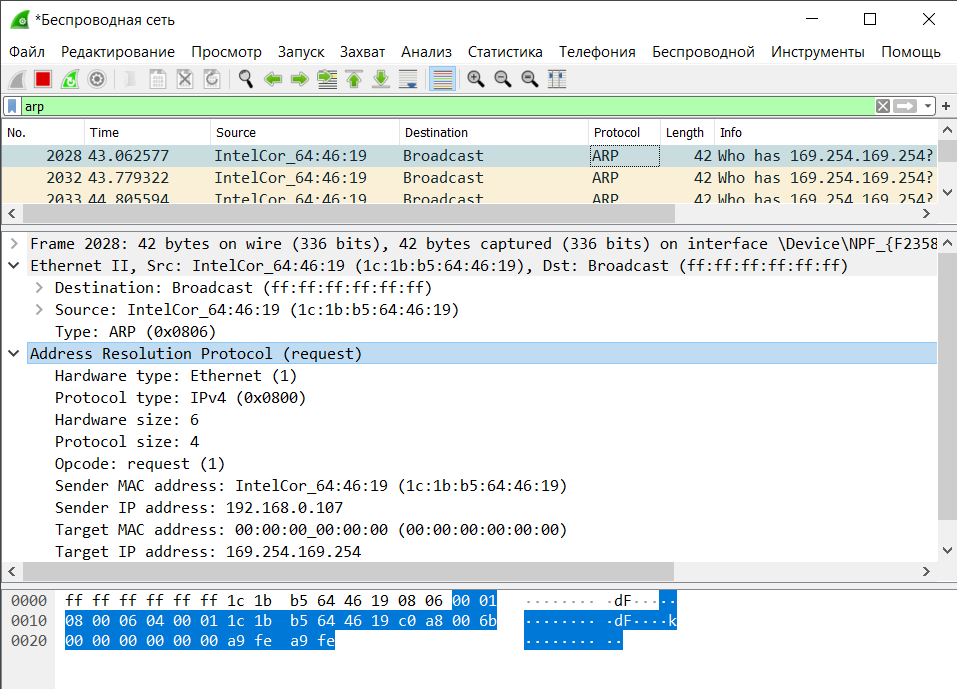 *Беспроводная сеть
Файл Редактирование Просмотр Запуск Захват Анализ Статистика Телефония Беспроводной Инструменты Помощь
arp
No. Time Source Destination Protocol Length Info
2028 43.062577 IntelCor_64:46:19 Broadcast ARP 42 Who has 169.254.169.254?
2032 43.779322 IntelCor_64:46:19 Broadcast ARP 42 Who has 169.254.169.254?
2033 44.805594 IntelCor_64:46:19 Broadcast ARP 42 Who has 169.254.169.254?
Frame 2028: 42 bytes on wire (336 bits), 42 bytes captured (336 bits) on interface \Device\NPF_{F2358
Ethernet II, Src: IntelCor_64:46:19 (1c:1b:b5:64:46:19), Dst: Broadcast (ff:ff:ff:ff:ff:ff)
Destination: Broadcast (ff:ff:ff:ff:ff:ff)
Source: IntelCor_64:46:19 (1c:1b:b5:64:46:19)
Type: ARP (0x0806)
Address Resolution Protocol (request)
Hardware type: Ethernet (1)
Protocol type: IPv4 (0x0800)
Hardware size: 6
Protocol size: 4
Opcode: request (1)
Sender MAC address: IntelCor_64:46:19 (1c:1b:b5:64:46:19)
Sender IP address: 192.168.0.107
Target MAC address: 00:00:00_00:00:00 (00:00:00:00:00:00)
Target IP address: 169.254.169.254
0000 ff ff ff ff ff ff 1c 1b b5 64 46 19 08 06 00 01 ········ ·dF·····
0010 08 00 06 04 00 01 1c 1b b5 64 46 19 c0 a8 00 6b ········ ·dF····k
0020 00 00 00 00 00 00 a9 fe a9 fe ········ ··